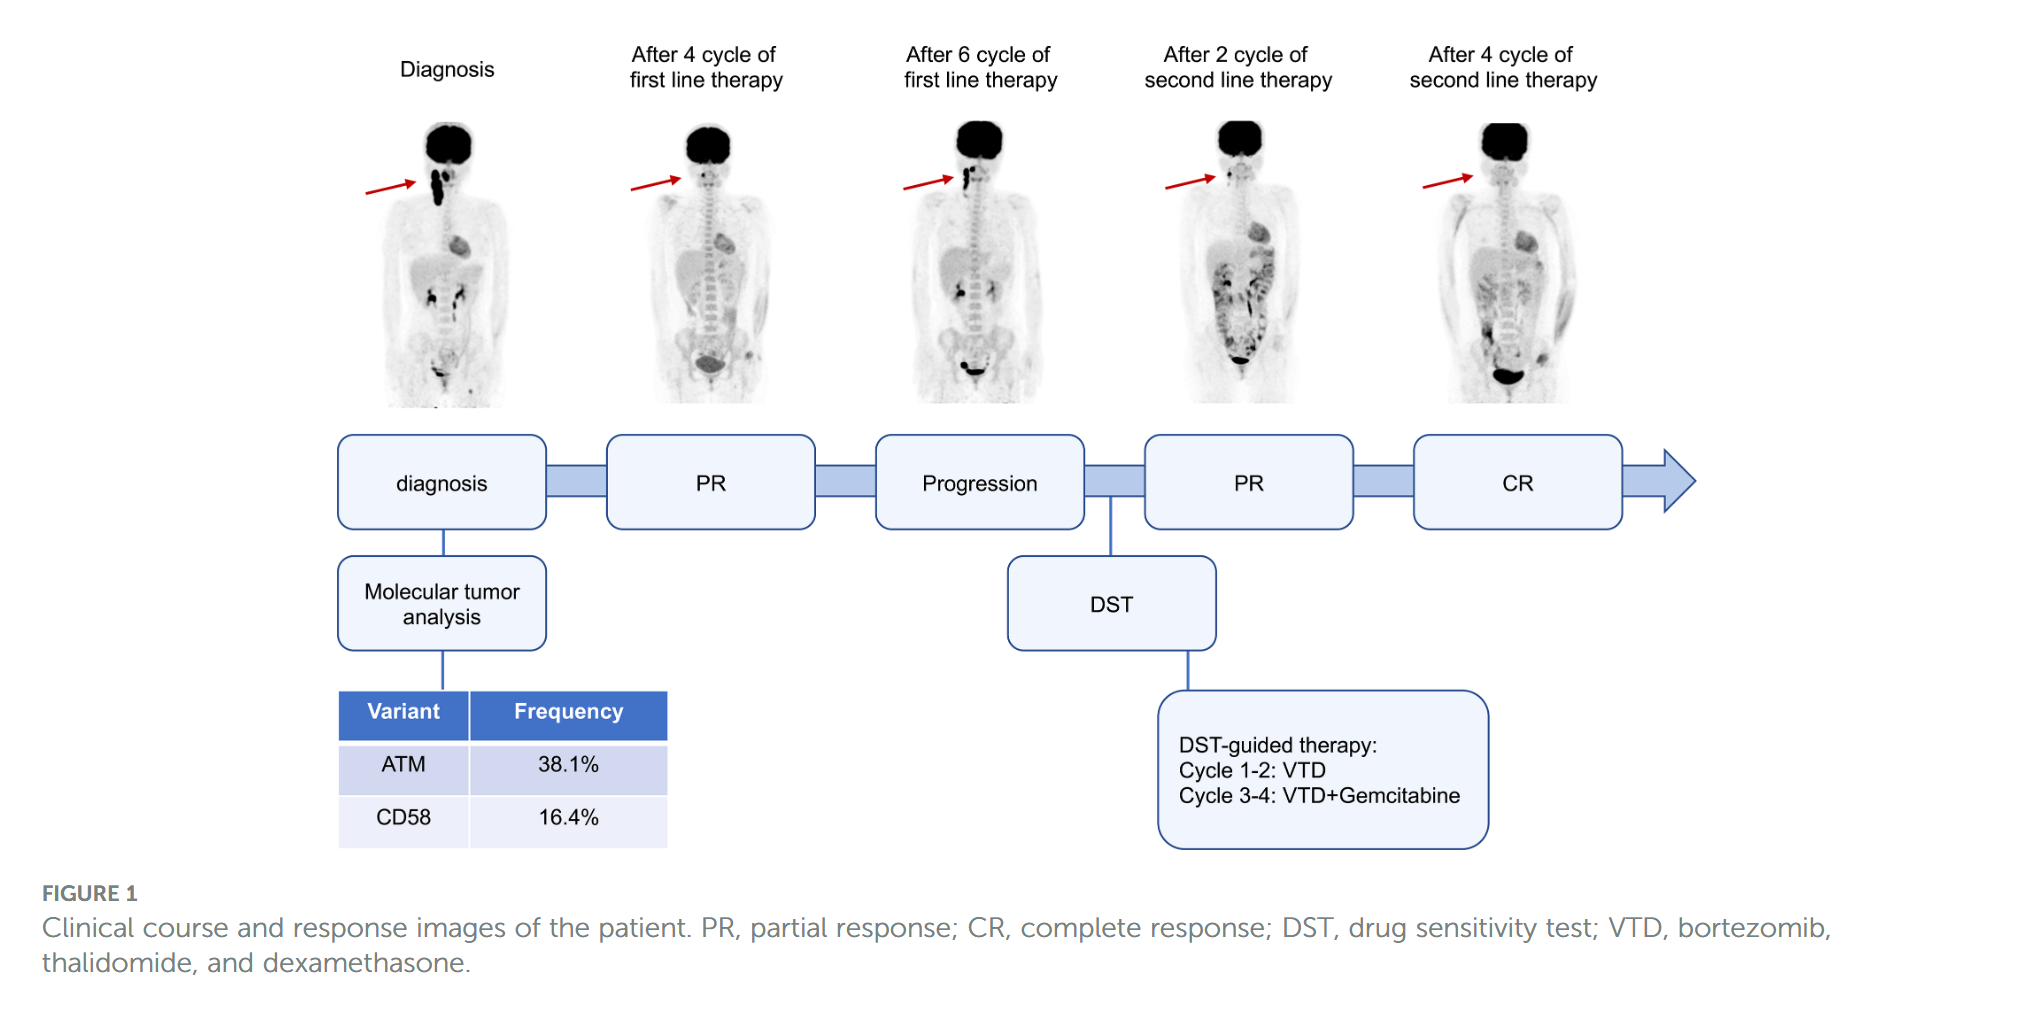 Diagnosis
After 4 cycle of
first line therapy
After 6 cycle of
first line therapy
After 2 cycle of
second line therapy
After 4 cycle of
second line therapy
diagnosis
PR
Progression
PR
CR
Molecular tumor
analysis
DST
Variant Frequency
ATM 38.1%
CD58 16.4%
DST-guided therapy:
Cycle 1-2: VTD
Cycle 3-4: VTD+Gemcitabine
FIGURE 1
Clinical course and response images of the patient. PR, partial response; CR, complete response; DST, drug sensitivity test; VTD, bortezomib,
thalidomide, and dexamethasone.